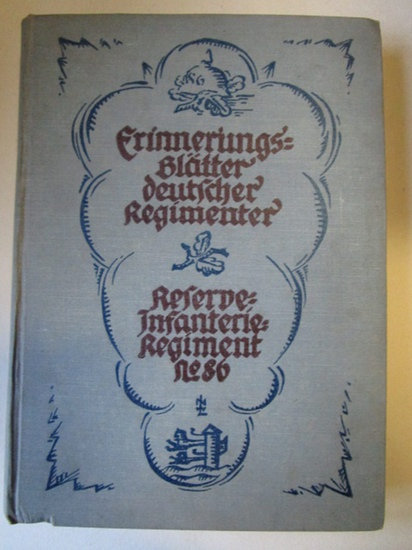 Erinnerungs=
Blätter
deutscher
Regimenter
Reserve=
Infanterie=
Regiment
No 86